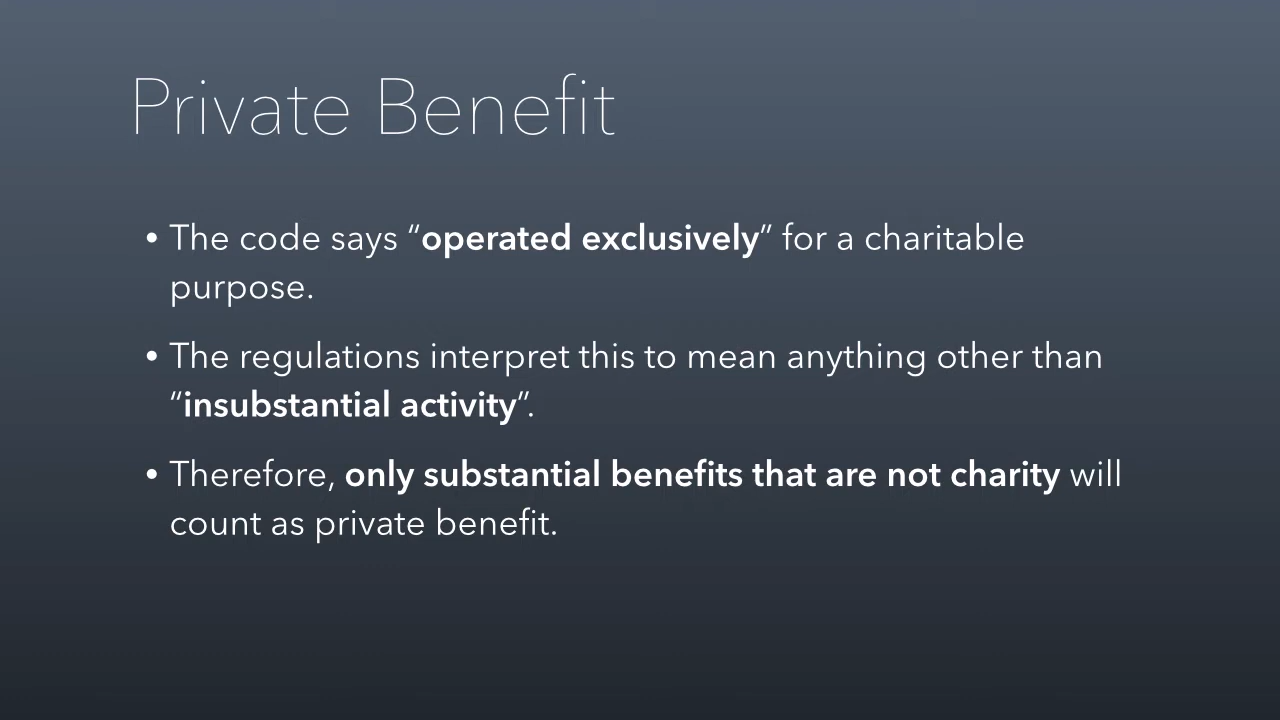 Private Benefit
• The code says “operated exclusively” for a charitable
purpose.
• The regulations interpret this to mean anything other than
“insubstantial activity”.
• Therefore, only substantial benefits that are not charity will
count as private benefit.